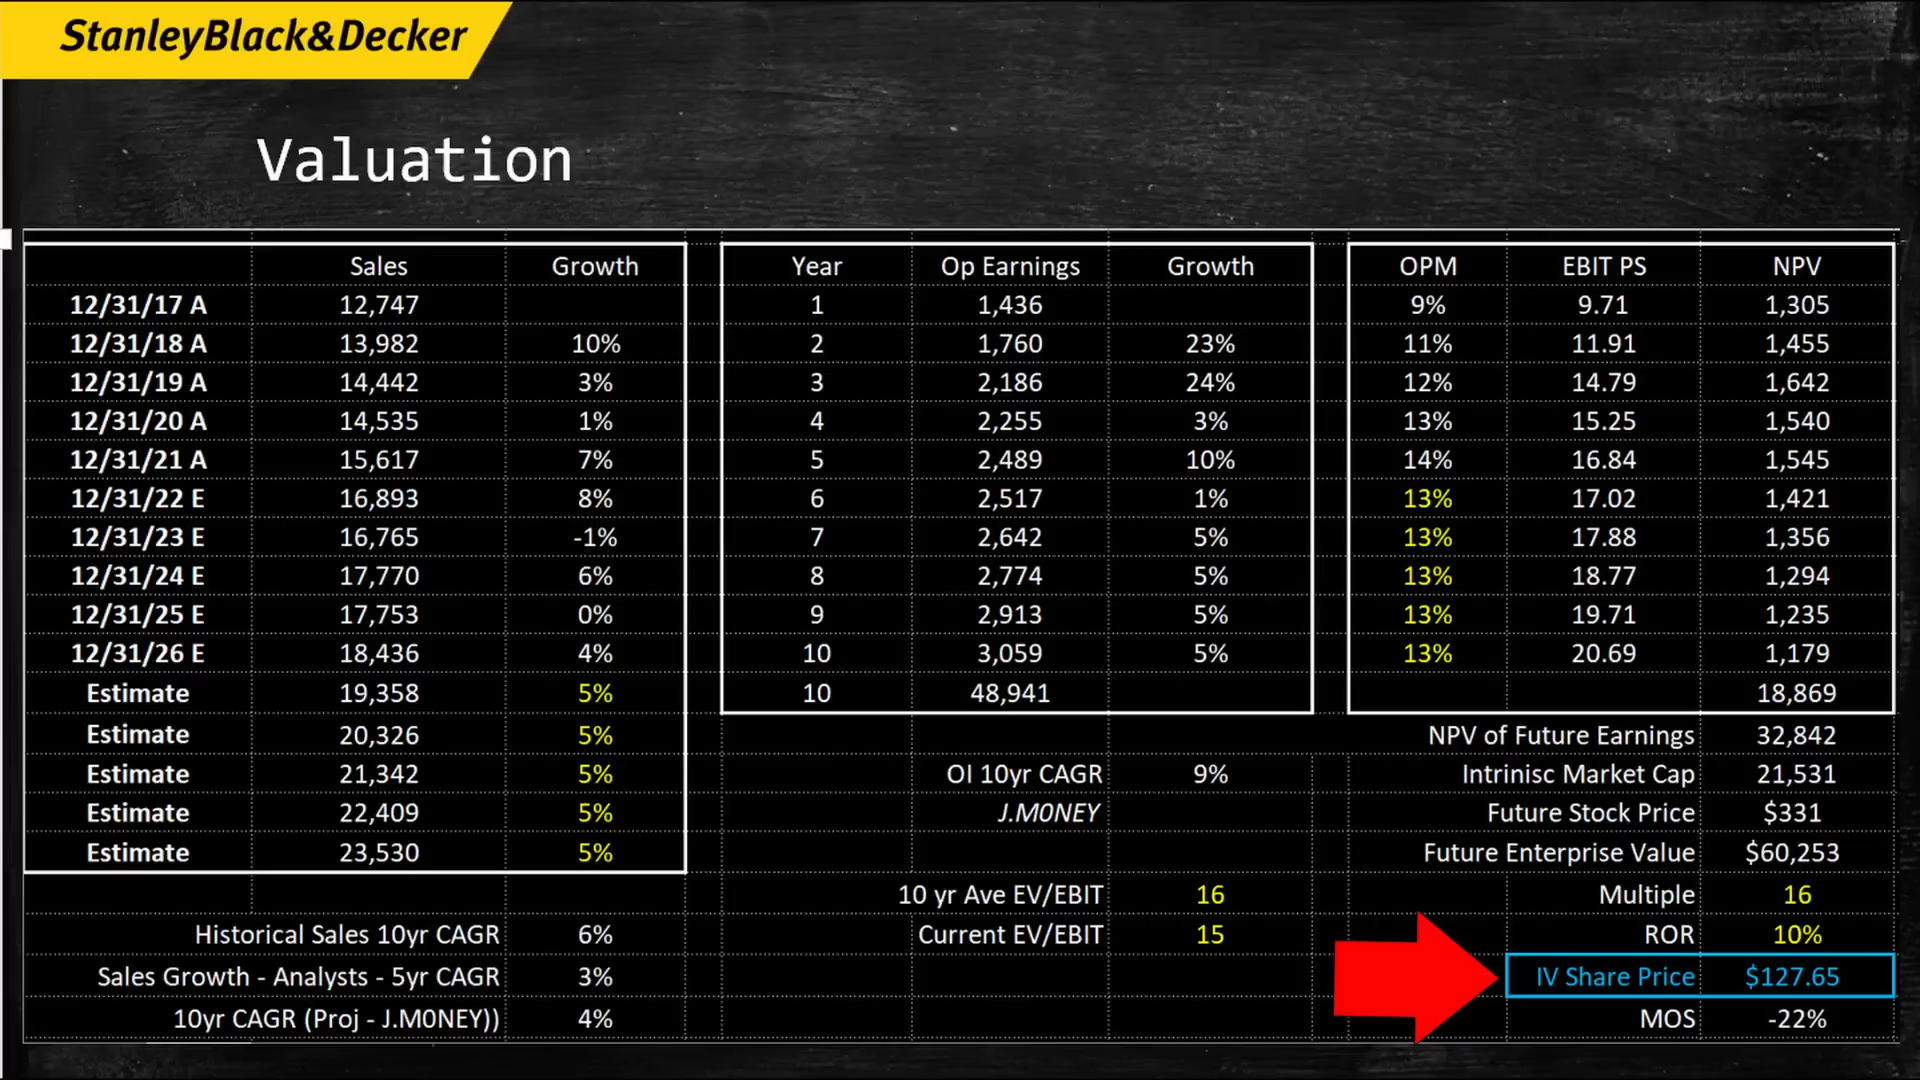 StanleyBlack&Decker
Valuation
Sales Growth Year Op Earnings Growth OPM EBIT PS NPV
12/31/17 A 12,747 1 1,436 9% 9.71 1,305
12/31/18 A 13,982 10% 2 1,760 23% 11% 11.91 1,455
12/31/19 A 14,442 3% 3 2,186 24% 12% 14.79 1,642
12/31/20 A 14,535 1% 4 2,255 3% 13% 15.25 1,540
12/31/21 A 15,617 7% 5 2,489 10% 14% 16.84 1,545
12/31/22 E 16,893 8% 6 2,517 1% 13% 17.02 1,421
12/31/23 E 16,765 -1% 7 2,642 5% 13% 17.88 1,356
12/31/24 E 17,770 6% 8 2,774 5% 13% 18.77 1,294
12/31/25 E 17,753 0% 9 2,913 5% 13% 19.71 1,235
12/31/26 E 18,436 4% 10 3,059 5% 13% 20.69 1,179
Estimate 19,358 5% 10 48,941 18,869
Estimate 20,326 5% NPV of Future Earnings 32,842
Estimate 21,342 5% OI 10yr CAGR 9% Intrinisc Market Cap 21,531
Estimate 22,409 5% J.M0NEY Future Stock Price $331
Estimate 23,530 5% Future Enterprise Value $60,253
10 yr Ave EV/EBIT 16 Multiple 16
Historical Sales 10yr CAGR 6% Current EV/EBIT 15 ROR 10%
Sales Growth - Analysts - 5yr CAGR 3% IV Share Price $127.65
10yr CAGR (Proj - J.M0NEY)) 4% MOS -22%